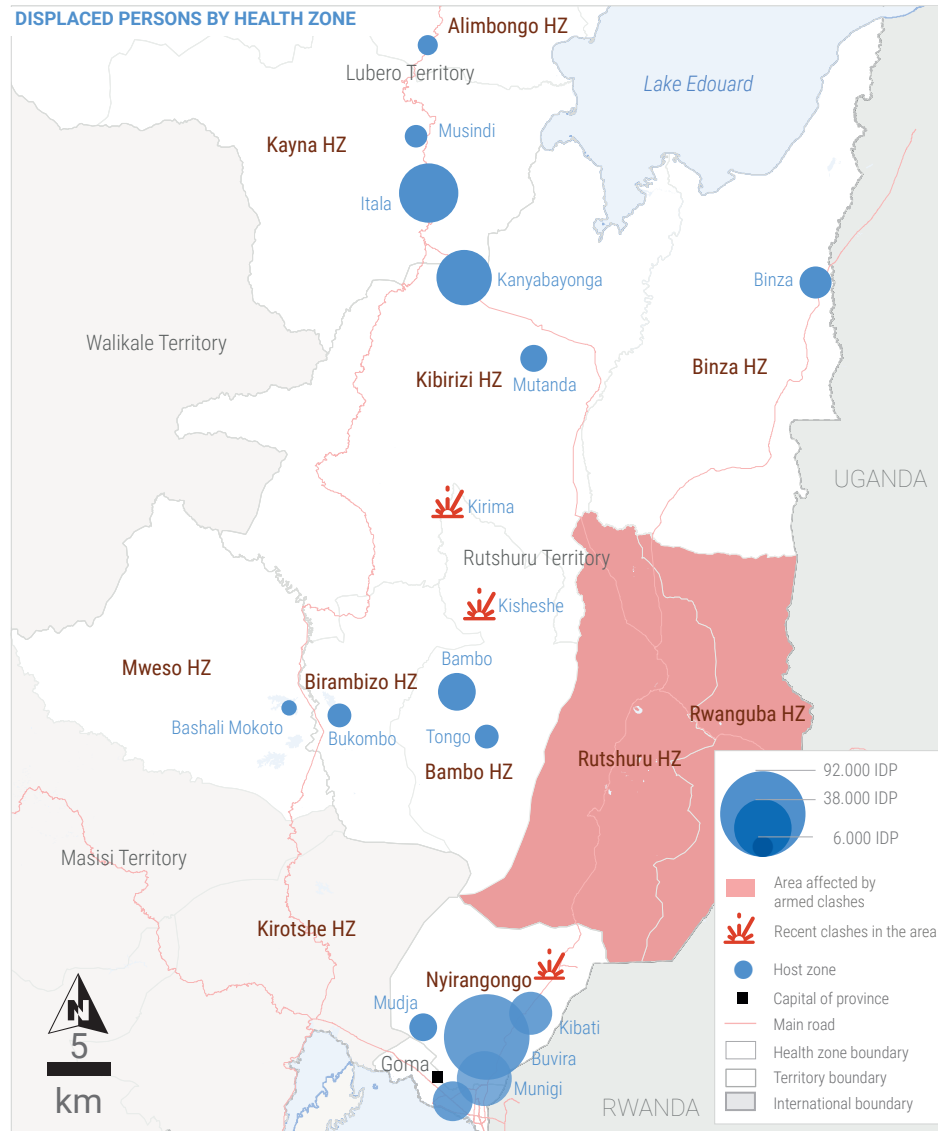 DISPLACED PERSONS BY HEALTH ZONE
Alimbongo HZ
Lubero Territory
Lake Edouard
Musindi
Kayna HZ
Itala
Kanyabayonga
Binza
Walikale Territory
Binza HZ
Kibirizi HZ
Mutanda
UGANDA
Kirima
Rutshuru Territory
Kisheshe
Bambo
Mweso HZ
Birambizo HZ
Rwanguba HZ
Bashali Mokoto
Bukombo
Tongo
Rutshuru HZ
Bambo HZ
92.000 IDP
38.000 IDP
6.000 IDP
Masisi Territory
Area affected by
armed clashes
Kirotshe HZ
Recent clashes in the area
Nyirangongo
Host zone
N
Mudja
Capital of province
Kibati
Main road
5
Buvira
Health zone boundary
Goma
Munigi
Territory boundary
km
RWANDA
International boundary